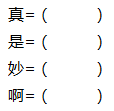 真=(       )
是=(       )
妙=(       )
啊=(       )